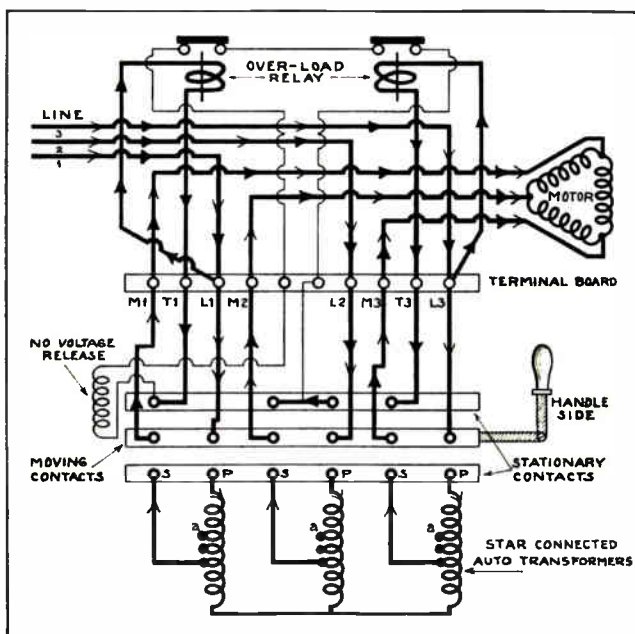 OVER-LOAD
RELAY
LINE
3
2
1
MOTOR
TERMINAL BOARD
M1 T1 L1 M2 L2 M3 T3 L3
NO VOLTAGE
RELEASE
HANDLE
SIDE
MOVING
CONTACTS
STATIONARY
CONTACTS
S P S P S P
a a a
STAR CONNECTED
AUTO TRANSFORMERS